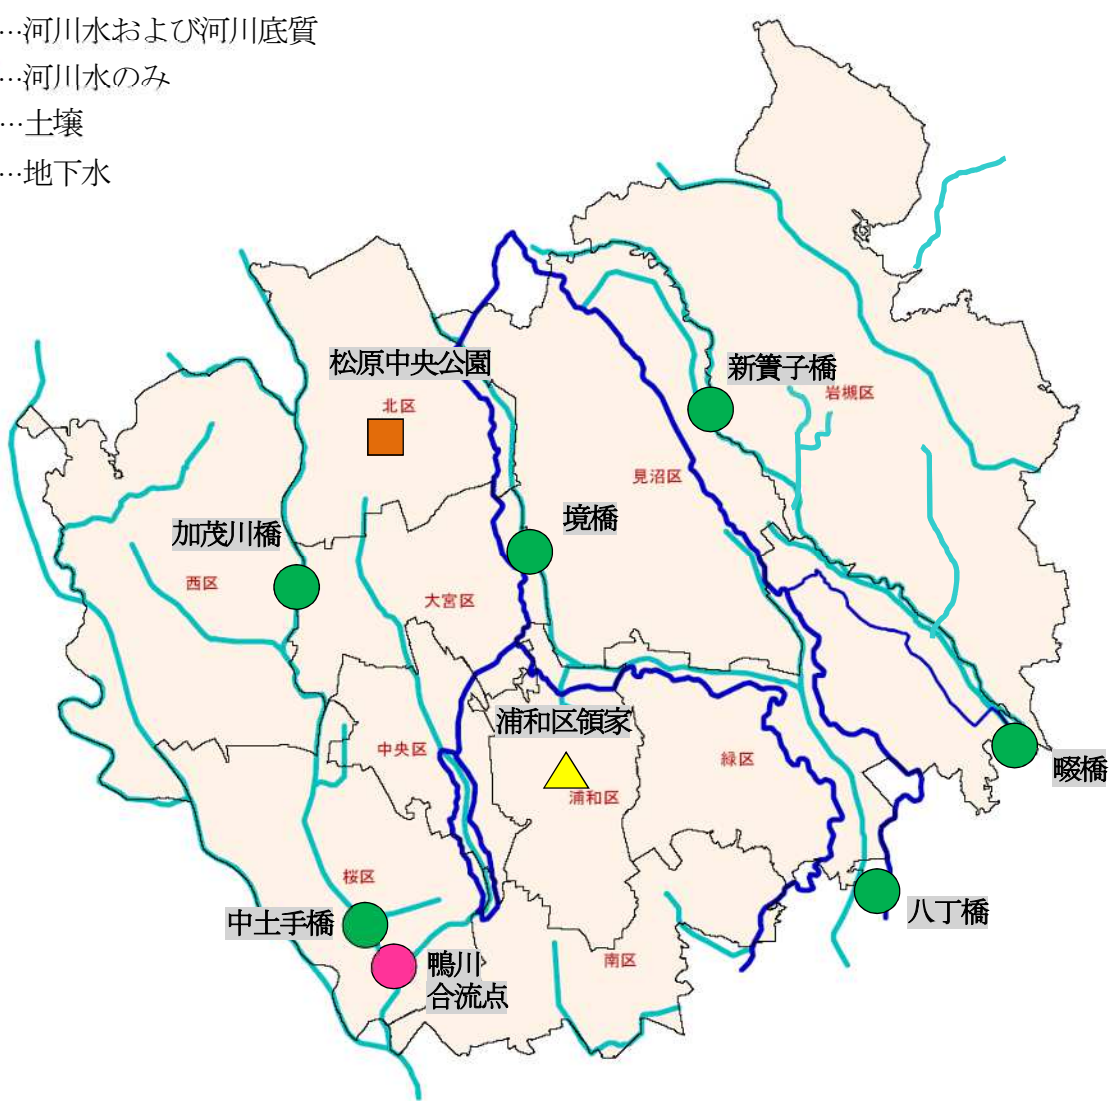 …河川水および河川底質
…河川水のみ
…土壌
…地下水
松原中央公園
北区
新簀子橋
岩槻区
見沼区
境橋
加茂川橋
西区
大宮区
浦和区領家
中央区
緑区
畷橋
浦和区
桜区
八丁橋
中土手橋
鴨川
合流点
南区